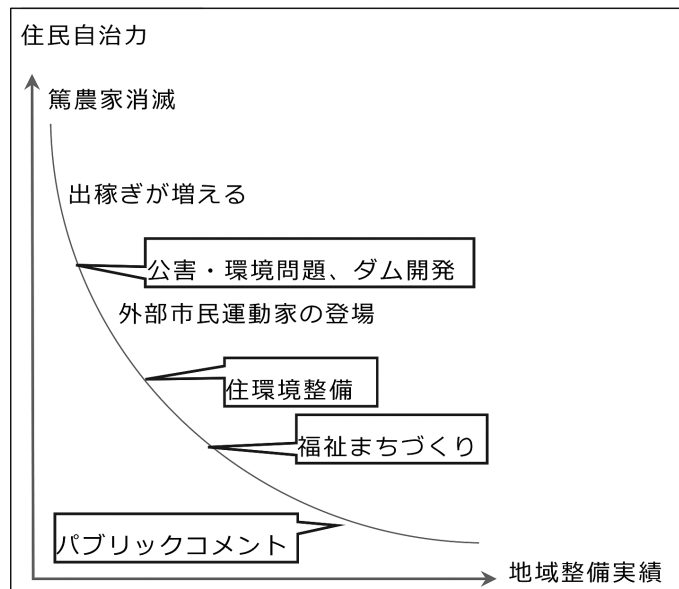 住民自治力
篤農家消滅
出稼ぎが増える
公害・環境問題、ダム開発
外部市民運動家の登場
住環境整備
福祉まちづくり
パブリックコメント
地域整備実績